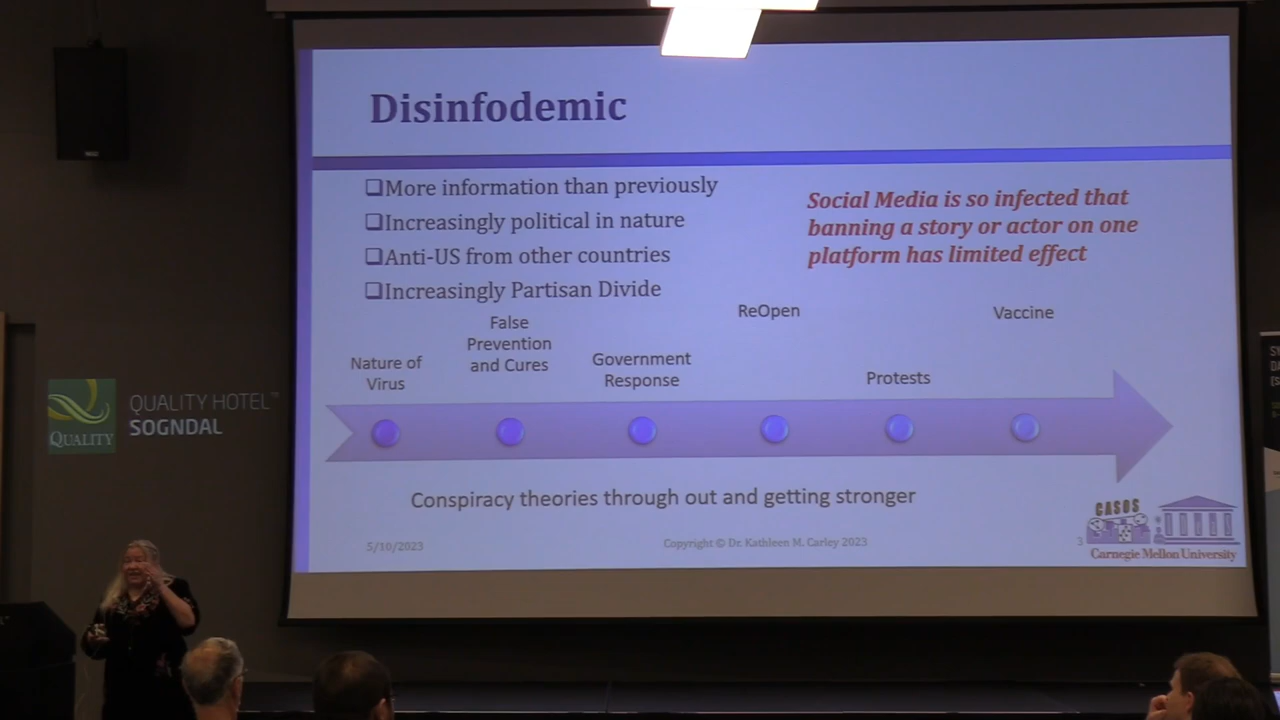 Disinfodemic
❑More information than previously
❑Increasingly political in nature
❑Anti-US from other countries
❑Increasingly Partisan Divide
Social Media is so infected that
banning a story or actor on one
platform has limited effect
Nature of
Virus
False
Prevention
and Cures
Government
Response
ReOpen
Protests
Vaccine
Conspiracy theories through out and getting stronger
5/10/2023
Copyright © Dr. Kathleen M. Carley 2023
3
CASOS
Carnegie Mellon University
QUALITY
QUALITY HOTEL™
SOGNDAL